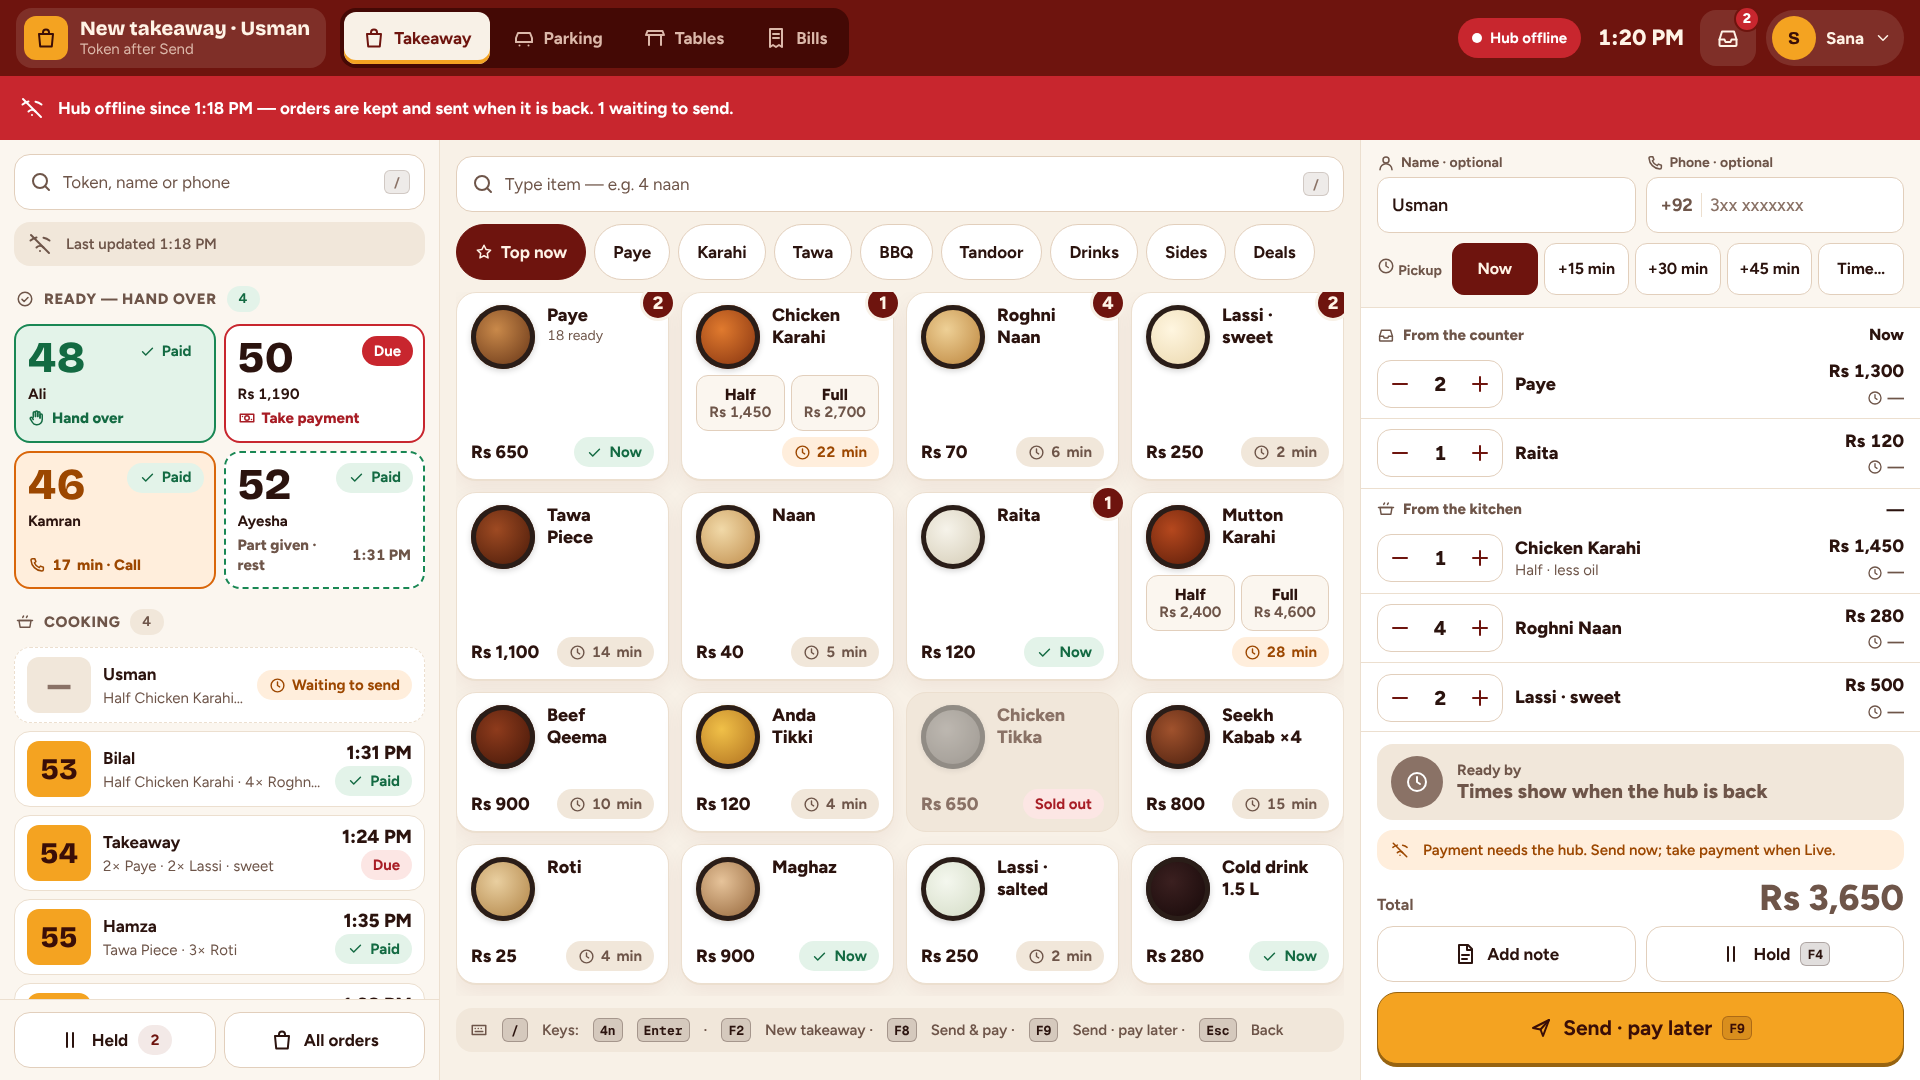 New takeaway · Usman
Token after Send
Takeaway
Parking
Tables
Bills
Hub offline
1:20 PM
2
S
Sana
Hub offline since 1:18 PM — orders are kept and sent when it is back. 1 waiting to send.
Token, name or phone
/
Last updated 1:18 PM
READY — HAND OVER 4
48
Paid
Ali
Hand over
50
Due
Rs 1,190
Take payment
46
Paid
Kamran
17 min · Call
52
Paid
Ayesha
Part given · rest
1:31 PM
COOKING 4
—
Usman
Half Chicken Karahi...
Waiting to send
53
Bilal
Half Chicken Karahi · 4× Roghn...
1:31 PM
Paid
54
Takeaway
2× Paye · 2× Lassi · sweet
1:24 PM
Due
55
Hamza
Tawa Piece · 3× Roti
1:35 PM
Paid
Held 2
All orders
Type item — e.g. 4 naan
/
Top now
Paye
Karahi
Tawa
BBQ
Tandoor
Drinks
Sides
Deals
Paye
18 ready
2
Rs 650
Now
Chicken Karahi
1
Half
Rs 1,450
Full
Rs 2,700
22 min
Roghni Naan
4
Rs 70
6 min
Lassi · sweet
2
Rs 250
2 min
Tawa Piece
Rs 1,100
14 min
Naan
Rs 40
5 min
Raita
1
Rs 120
Now
Mutton Karahi
Half
Rs 2,400
Full
Rs 4,600
28 min
Beef Qeema
Rs 900
10 min
Anda Tikki
Rs 120
4 min
Chicken Tikka
Rs 650
Sold out
Seekh Kabab ×4
Rs 800
15 min
Roti
Rs 25
4 min
Maghaz
Rs 900
Now
Lassi · salted
Rs 250
2 min
Cold drink 1.5 L
Rs 280
Now
/ Keys: 4n Enter · F2 New takeaway · F8 Send & pay · F9 Send · pay later · Esc Back
Name · optional
Phone · optional
Usman
+92 3xx xxxxxxx
Pickup
Now
+15 min
+30 min
+45 min
Time...
From the counter
Now
− 2 + Paye
Rs 1,300
—
− 1 + Raita
Rs 120
—
From the kitchen
—
− 1 + Chicken Karahi
Half · less oil
Rs 1,450
—
− 4 + Roghni Naan
Rs 280
—
− 2 + Lassi · sweet
Rs 500
—
Ready by
Times show when the hub is back
Payment needs the hub. Send now; take payment when Live.
Total
Rs 3,650
Add note
Hold F4
Send · pay later F9